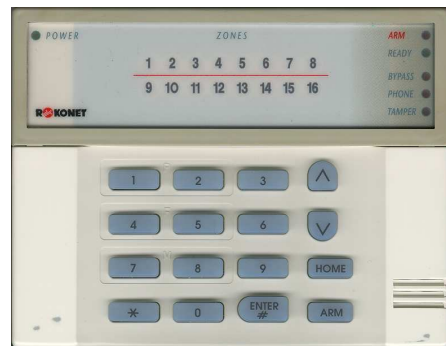 POWER ZONES ARM
READY
1 2 3 4 5 6 7 8
BYPASS
9 10 11 12 13 14 15 16
PHONE
ROKONET TAMPER
1 2 3
4 5 6
7 8 9 HOME
* 0 ENTER # ARM